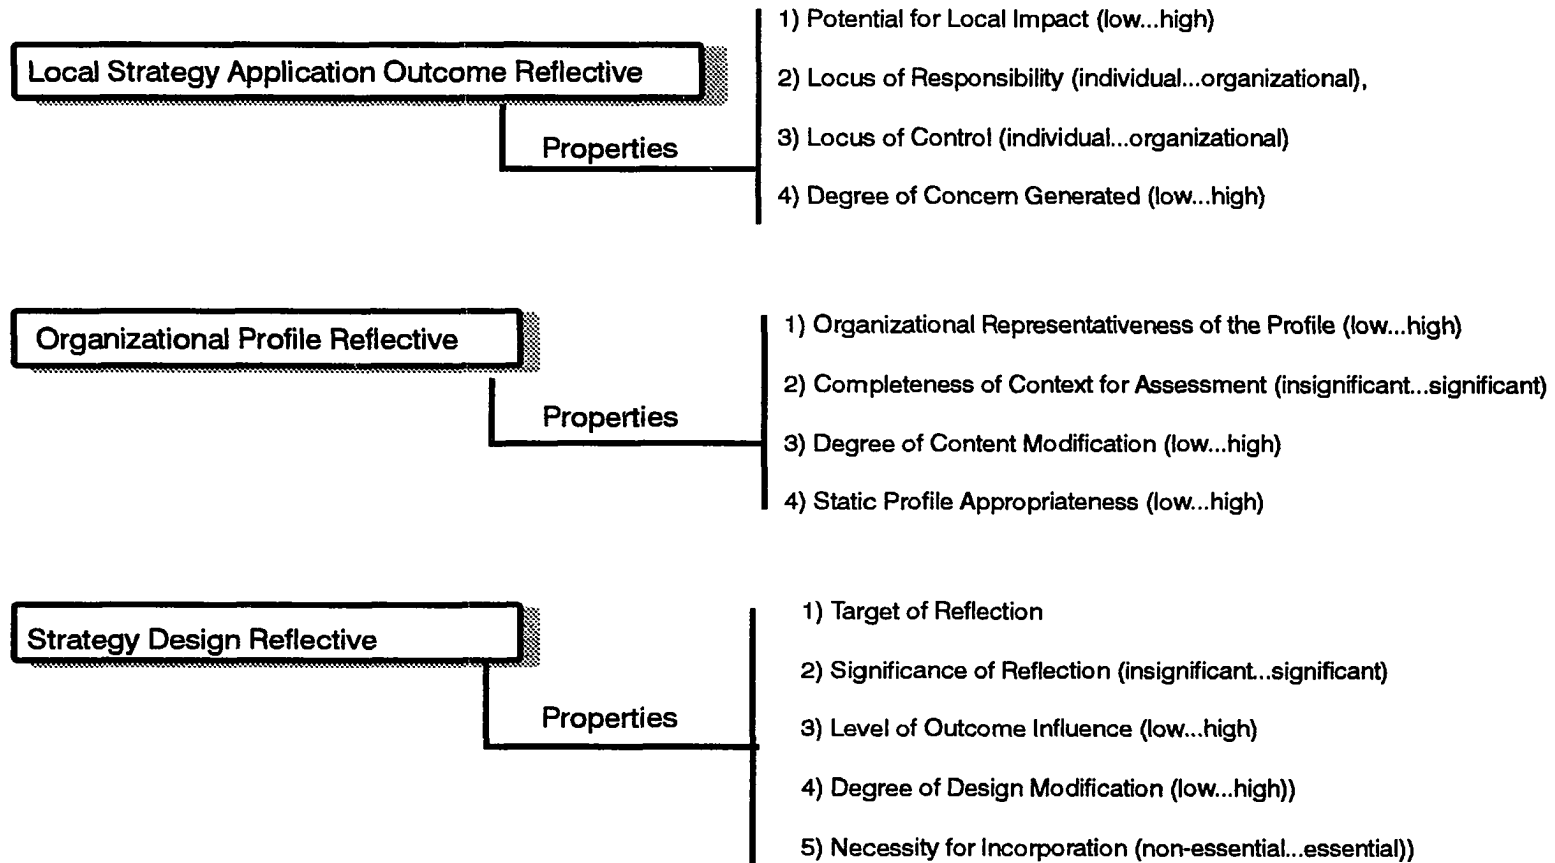 Local Strategy Application Outcome Reflective
Properties
1) Potential for Local Impact (low...high)
2) Locus of Responsibility (individual...organizational),
3) Locus of Control (individual...organizational)
4) Degree of Concern Generated (low...high)
Organizational Profile Reflective
Properties
1) Organizational Representativeness of the Profile (low...high)
2) Completeness of Context for Assessment (insignificant...significant)
3) Degree of Content Modification (low...high)
4) Static Profile Appropriateness (low...high)
Strategy Design Reflective
Properties
1) Target of Reflection
2) Significance of Reflection (insignificant...significant)
3) Level of Outcome Influence (low...high)
4) Degree of Design Modification (low...high))
5) Necessity for Incorporation (non-essential...essential))